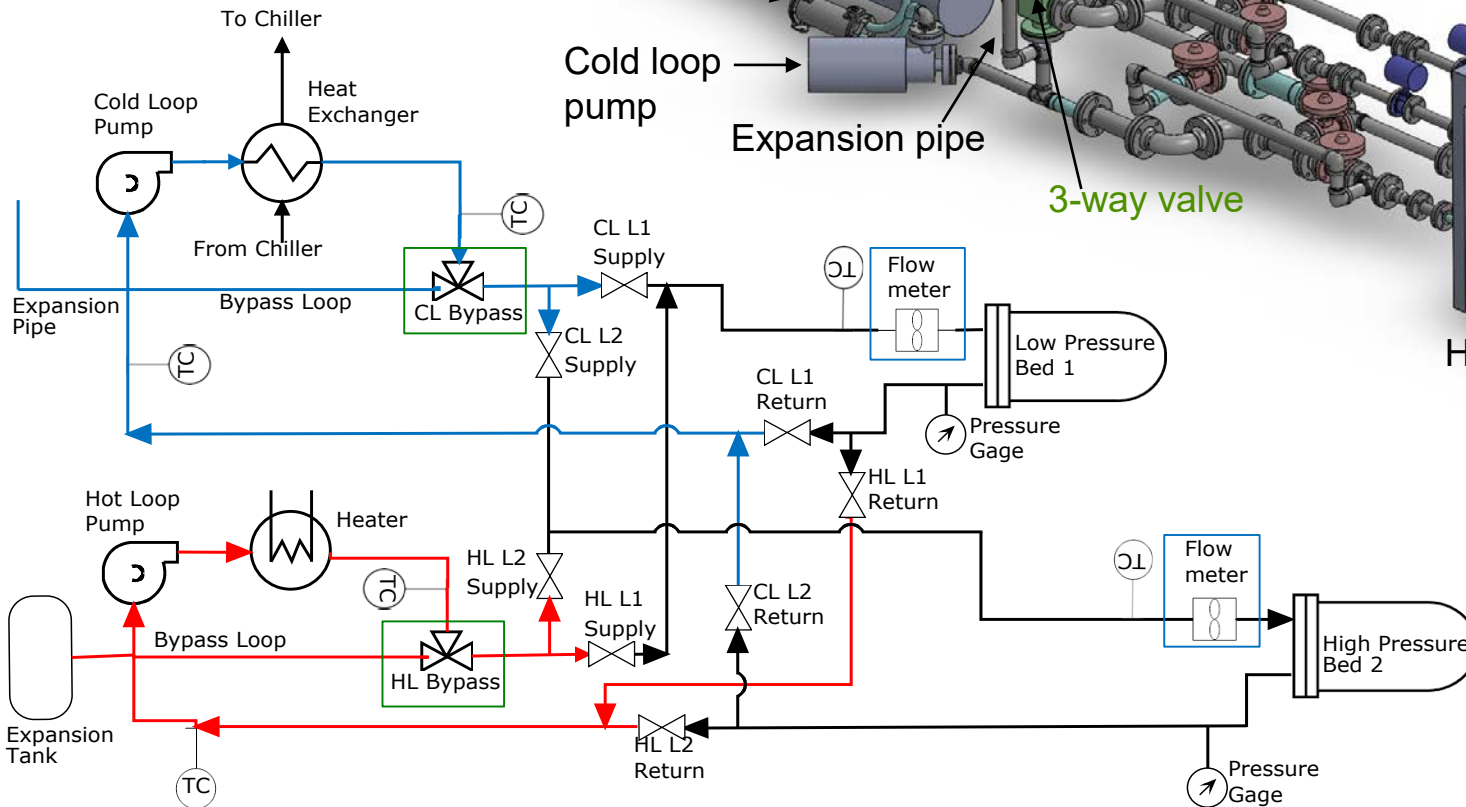 To Chiller
Cold Loop
Pump
Heat
Exchanger
From Chiller
Cold loop
pump
Expansion pipe
3-way valve
H
TC
CL L1
Supply
TC
Flow
meter
Expansion
Pipe
Bypass Loop
CL Bypass
CL L2
Supply
Low Pressure
Bed 1
TC
CL L1
Return
Pressure
Gage
HL L1
Return
Hot Loop
Pump
Heater
TC
HL L2
Supply
HL L1
Supply
CL L2
Return
TC
Flow
meter
Bypass Loop
HL Bypass
High Pressure
Bed 2
Expansion
Tank
TC
HL L2
Return
Pressure
Gage